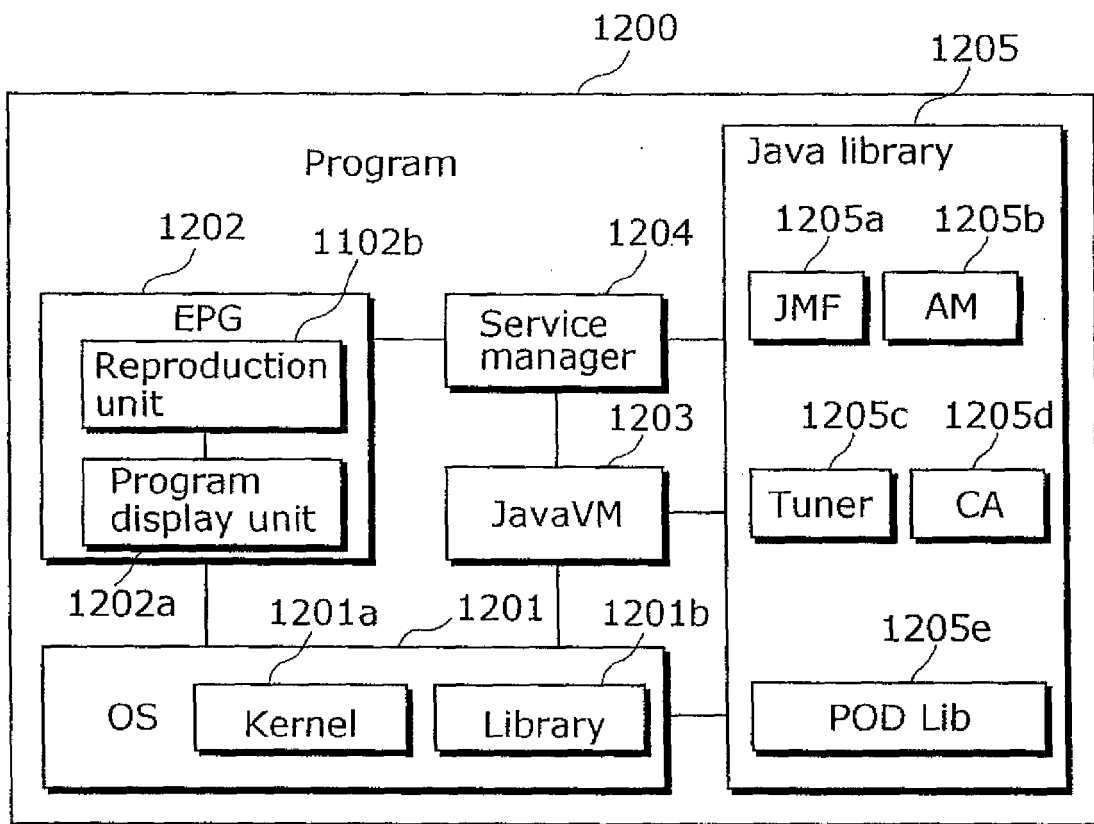 1200
1205
Program
Java library
1202
1102b
1204
1205a
1205b
EPG
Reproduction
unit
Service
manager
JMF
AM
1203
1205c
1205d
Program
display unit
JavaVM
Tuner
CA
1202a
1201a
1201
1201b
1205e
OS
Kernel
Library
POD Lib